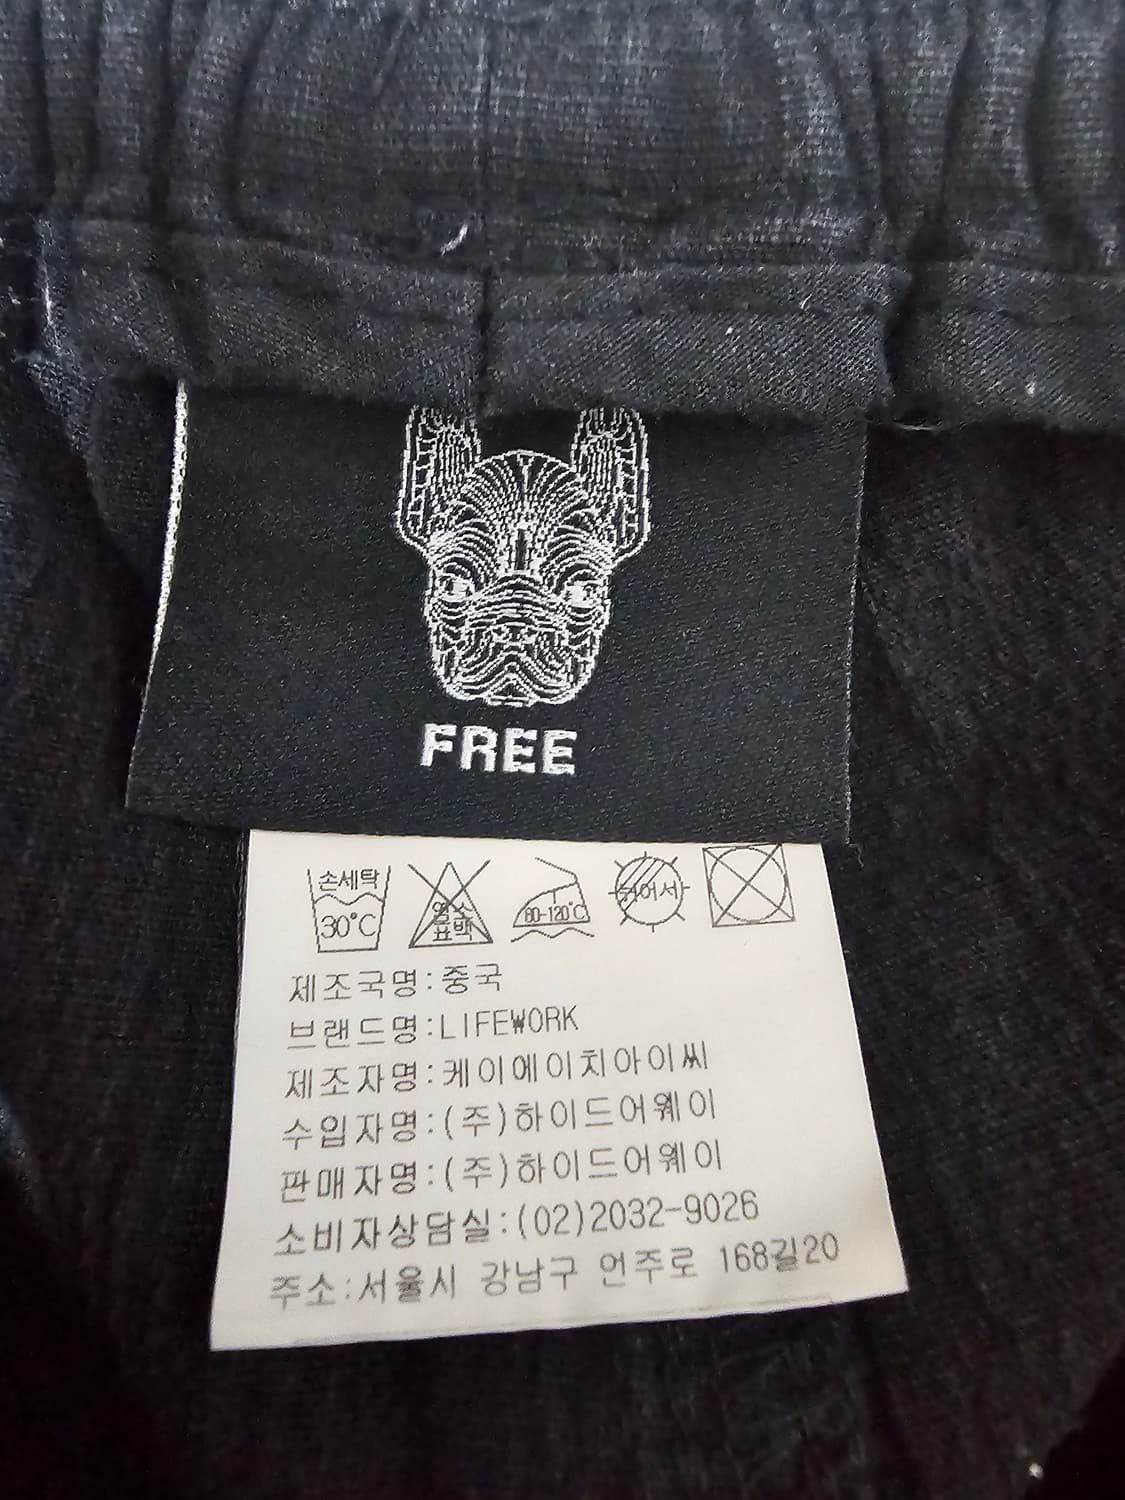 FREE
손세탁
30℃
염소
표백
80-120℃
뉘어서
제조국명:중국
브랜드명:LIFEWORK
제조자명:케이에이치아이씨
수입자명:(주)하이드어웨이
판매자명:(주)하이드어웨이
소비자상담실:(02)2032-9026
주소:서울시 강남구 언주로 168길20